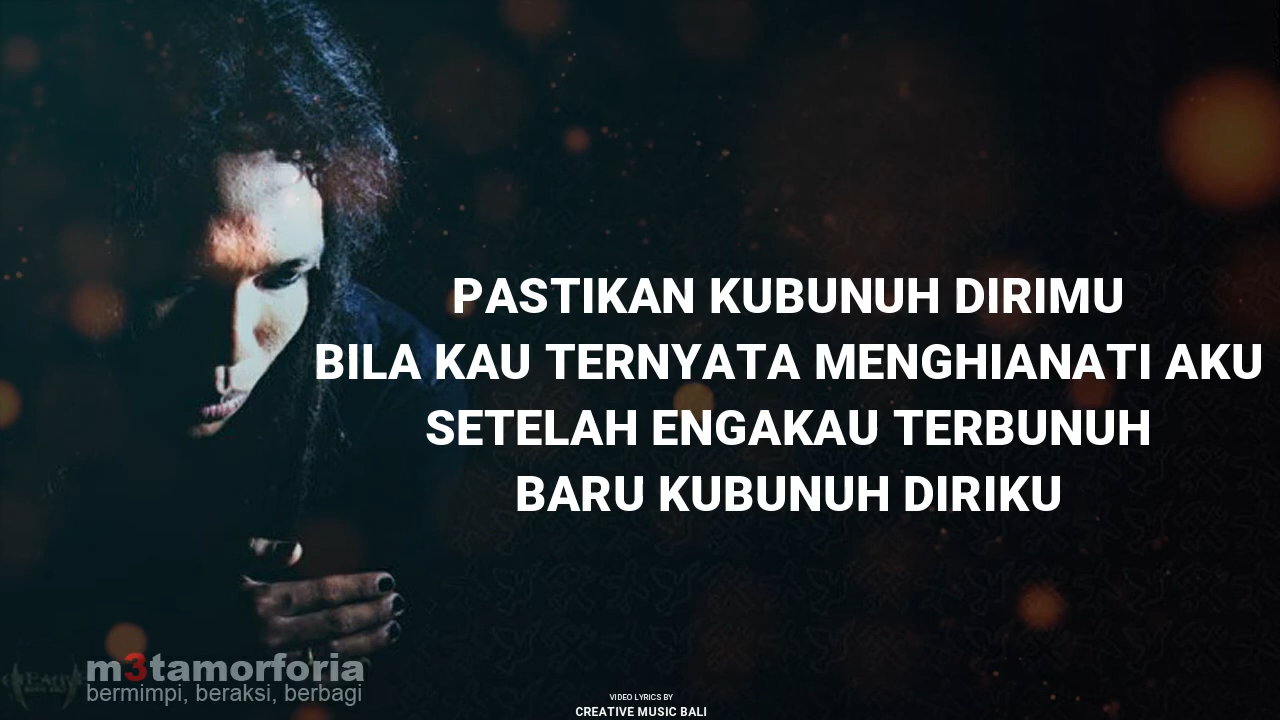 PASTIKAN KUBUNUH DIRIMU
BILA KAU TERNYATA MENGHIANATI AKU
SETELAH ENGAKAU TERBUNUH
BARU KUBUNUH DIRIKU
m3tamorforia
bermimpi, beraksi, berbagi
VIDEO LYRICS BY
CREATIVE MUSIC BALI